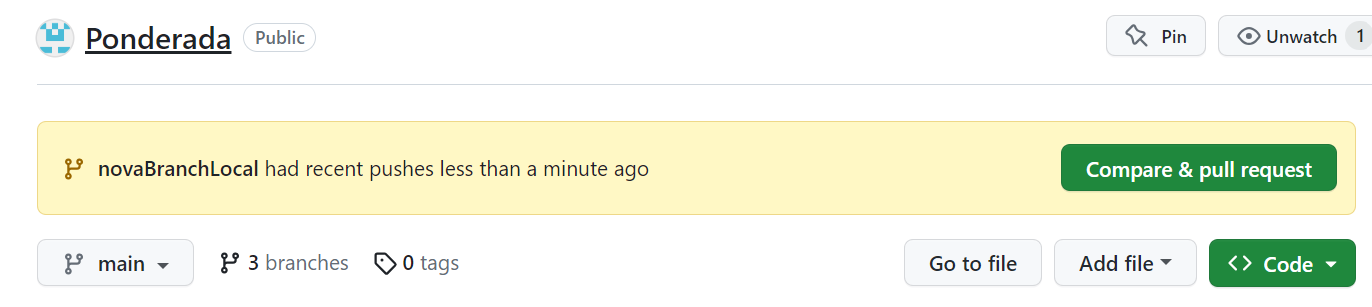 Ponderada Public Pin Unwatch 1
novaBranchLocal had recent pushes less than a minute ago Compare & pull request
main 3 branches 0 tags Go to file Add file Code